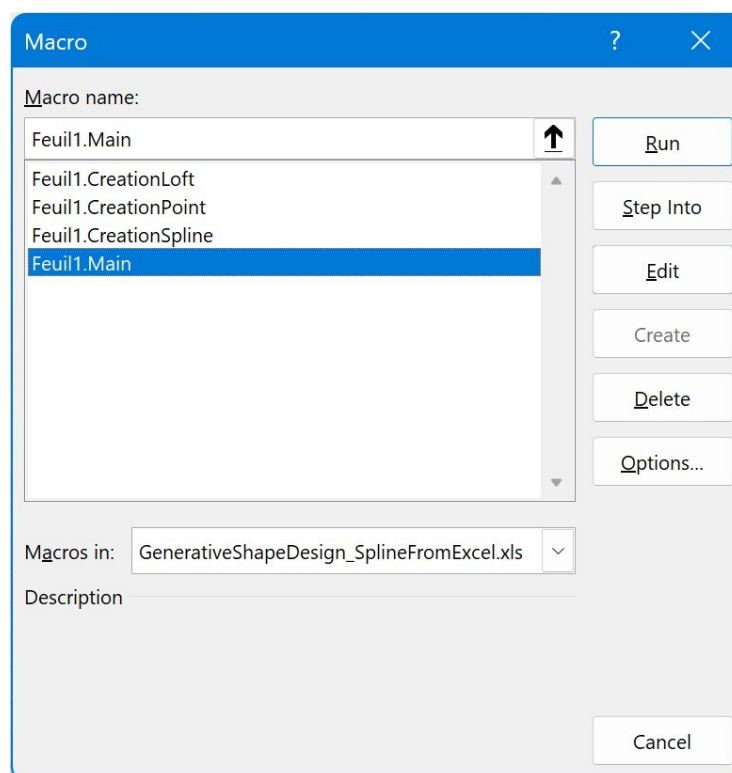 Macro ?
Macro name:
Feuil1.Main
Run
Feuil1.CreationLoft
Feuil1.CreationPoint
Feuil1.CreationSpline
Feuil1.Main
Step Into
Edit
Create
Delete
Options...
Macros in: GenerativeShapeDesign_SplineFromExcel.xls
Description
Cancel